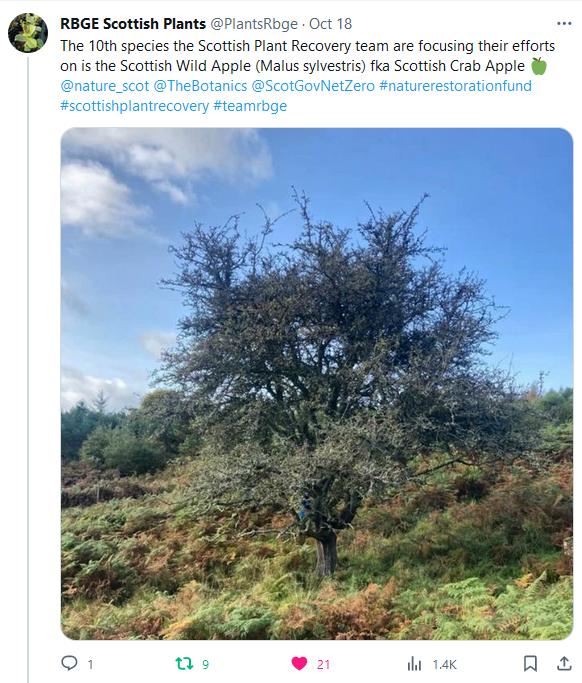 RBGE Scottish Plants @PlantsRbge · Oct 18
The 10th species the Scottish Plant Recovery team are focusing their efforts
on is the Scottish Wild Apple (Malus sylvestris) fka Scottish Crab Apple 🍏
@nature_scot @TheBotanics @ScotGovNetZero #naturerestorationfund
#scottishplantrecovery #teamrbge
1 9 21 1.4K